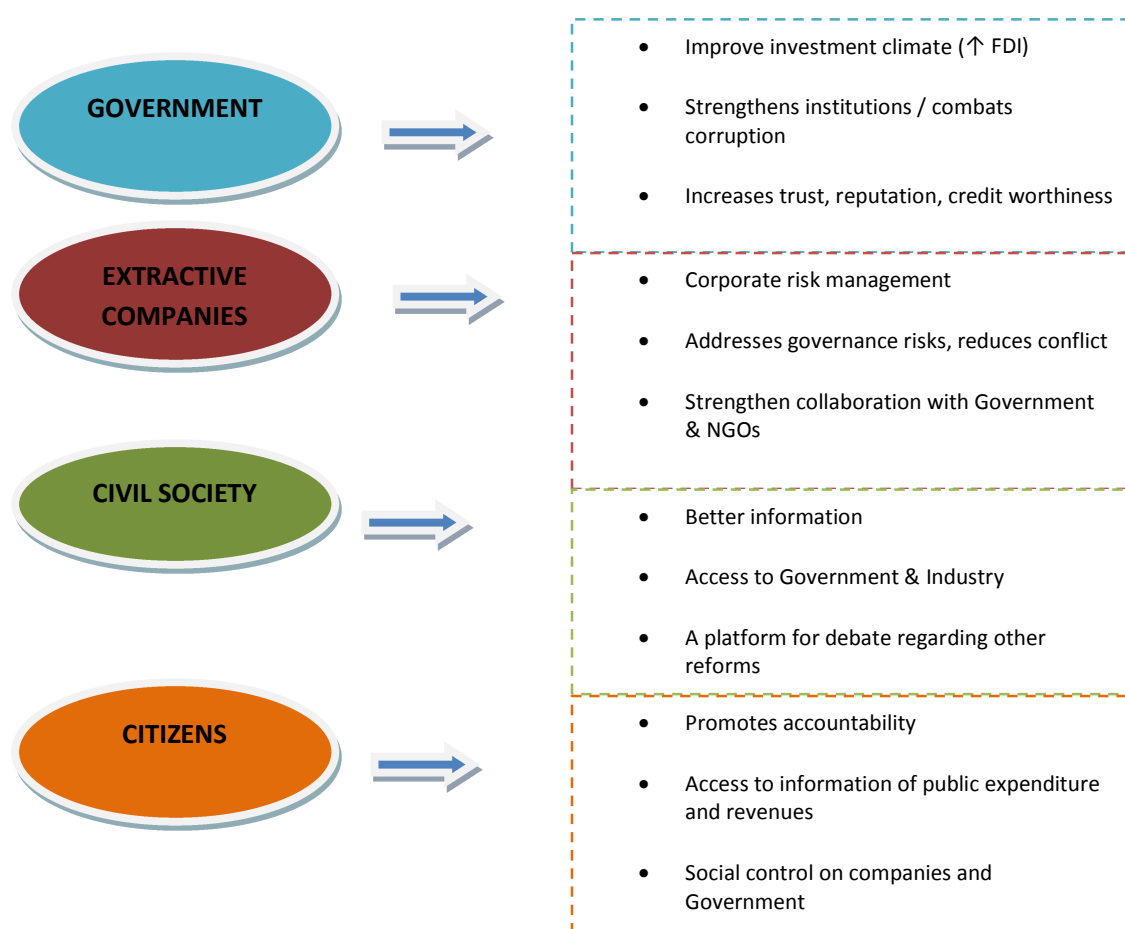 GOVERNMENT
• Improve investment climate (↑ FDI)
• Strengthens institutions / combats
corruption
• Increases trust, reputation, credit worthiness
EXTRACTIVE
COMPANIES
• Corporate risk management
• Addresses governance risks, reduces conflict
• Strengthen collaboration with Government
& NGOs
CIVIL SOCIETY
• Better information
• Access to Government & Industry
• A platform for debate regarding other
reforms
CITIZENS
• Promotes accountability
• Access to information of public expenditure
and revenues
• Social control on companies and
Government